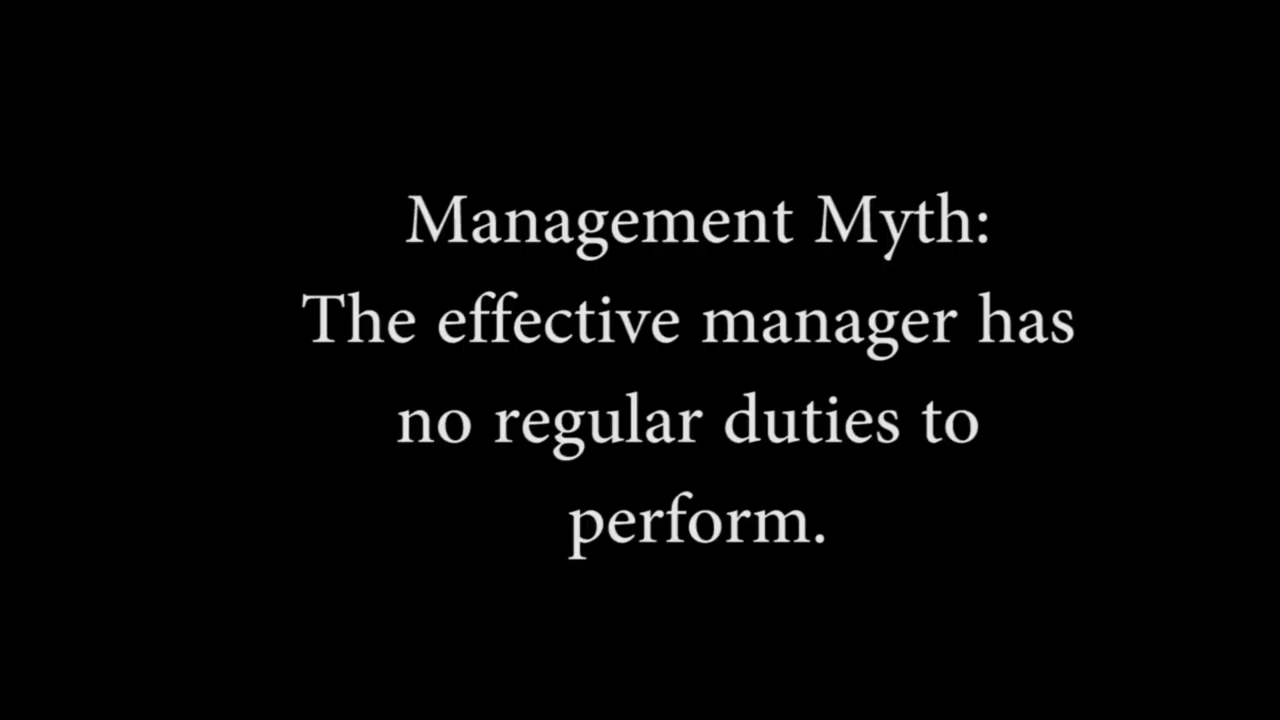 Management Myth:
The effective manager has
no regular duties to
perform.